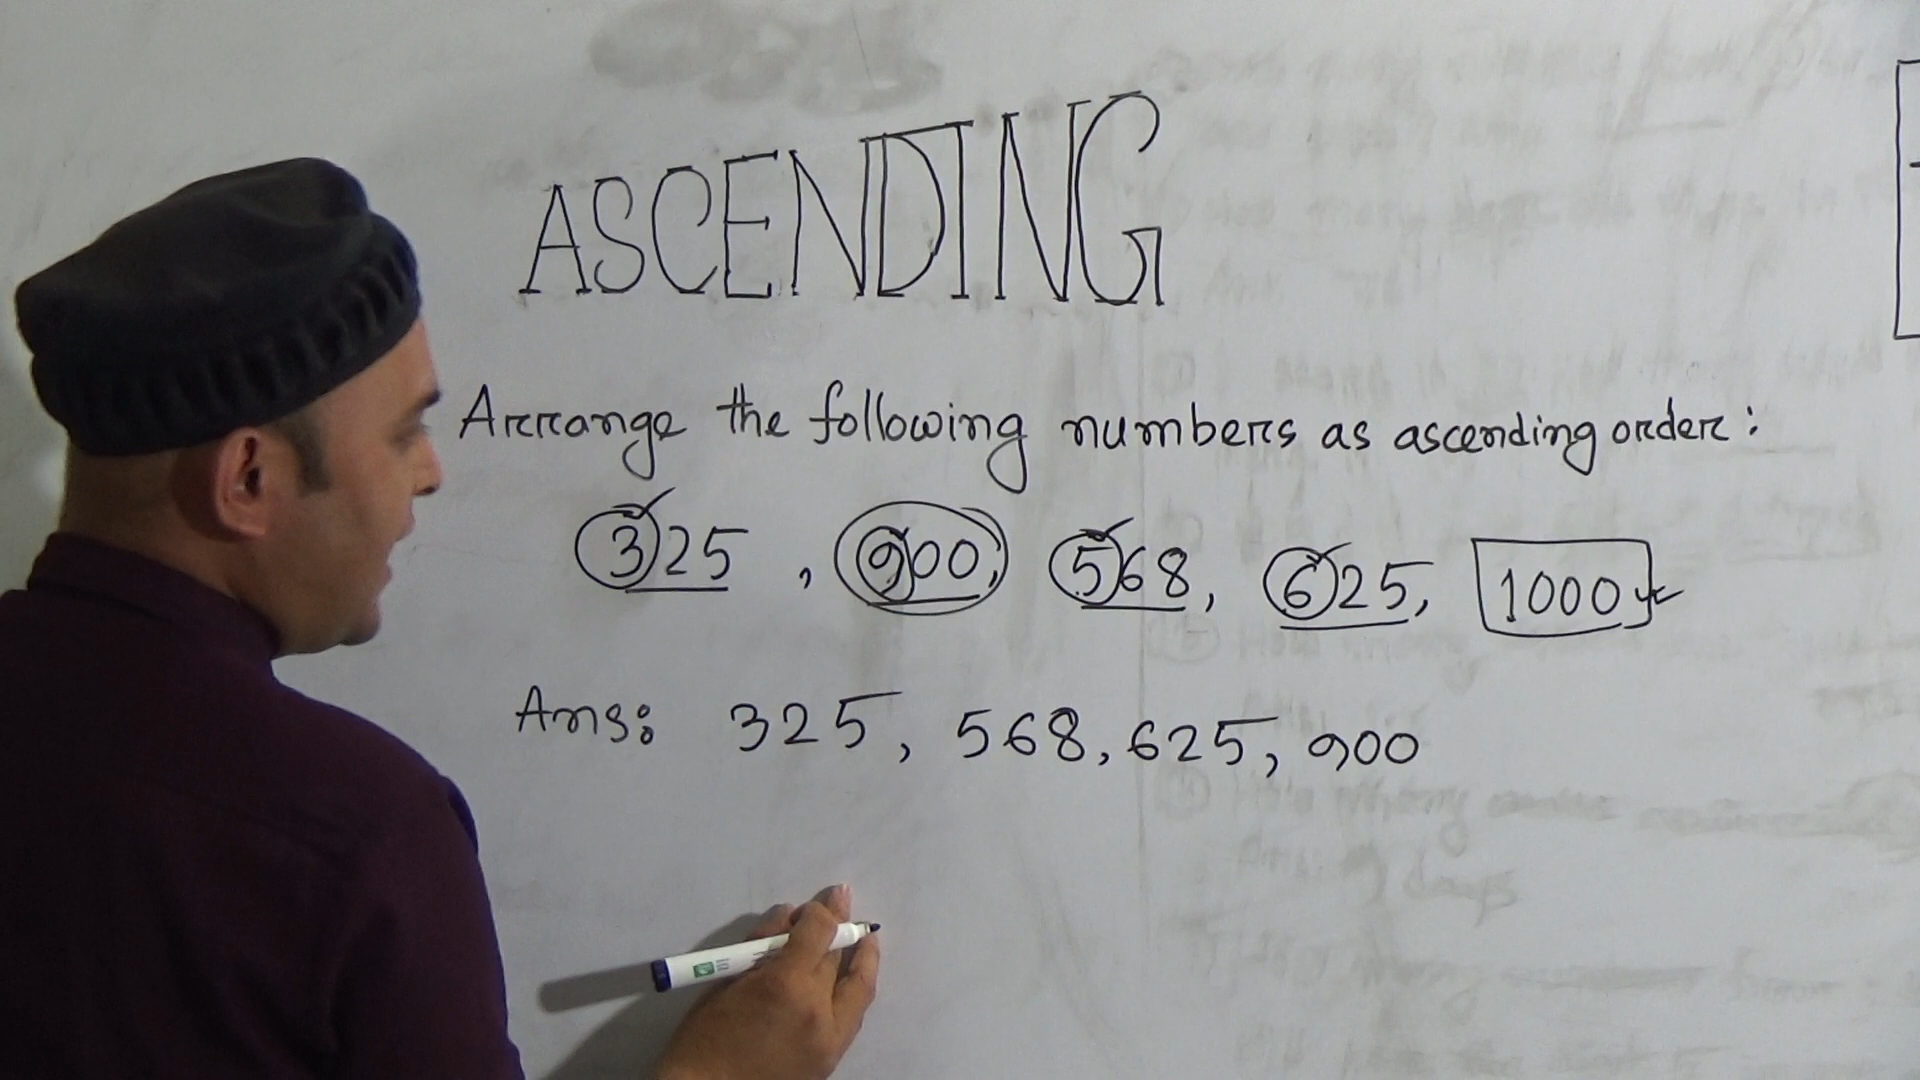 ASCENDING
Arrange the following numbers as ascending order:
325, 900, 568, 625, 1000
Ans: 325, 568, 625, 900